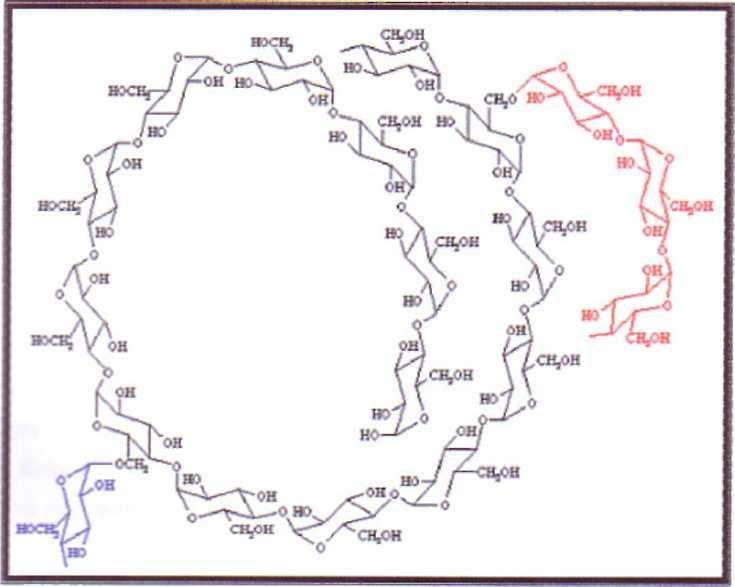 CH₂OH
HOCH₂ O
O O
O HO O
OH HO OH
HOCH₂ CH₂OH
OH O CH₂O HO
O
CH₂OH HO
HO HO OH
O O O
O OH O O HO
OH
OH O
HOCH₂ O HO CH₂OH
HO HO CH₂OH OH
CH₂OH
O O
OH O OH
O O HO
HO O
O HO
O OH
HOCH₂ OH OH CH₂OH
CH₂OH
O CH₂OH
OH HO O
HO O O
O HO OH
OH
OCH₂ O CH₂OH
O OH HO HO
OH OH O
O HO O
O
HOCH₂ CH₂OH CH₂OH
HO O